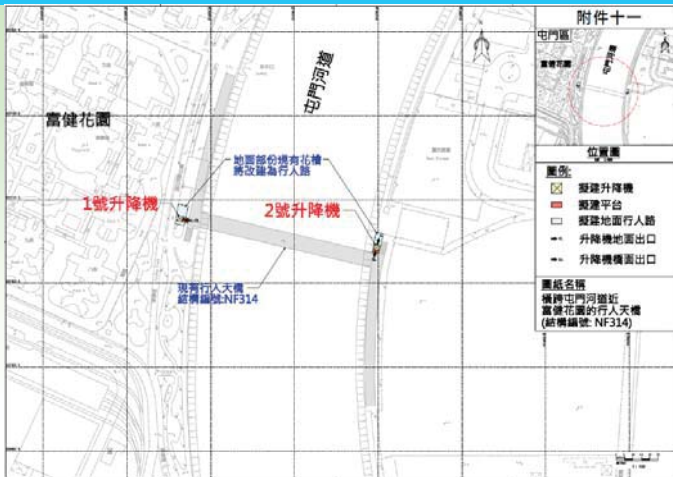 附件十一
屯門區
富健花園
屯門河道
位置圖
圖例:
擬建升降機
擬建平台
擬建地面行人路
升降機地面出口
升降機橋面出口
圖紙名稱
橫跨屯門河道近
富健花園的行人天橋
(結構編號: NF314)
屯門河道
富健花園
地面部份現有花槽
將改建為行人路
1號升降機
2號升降機
現有行人天橋
結構編號:NF314